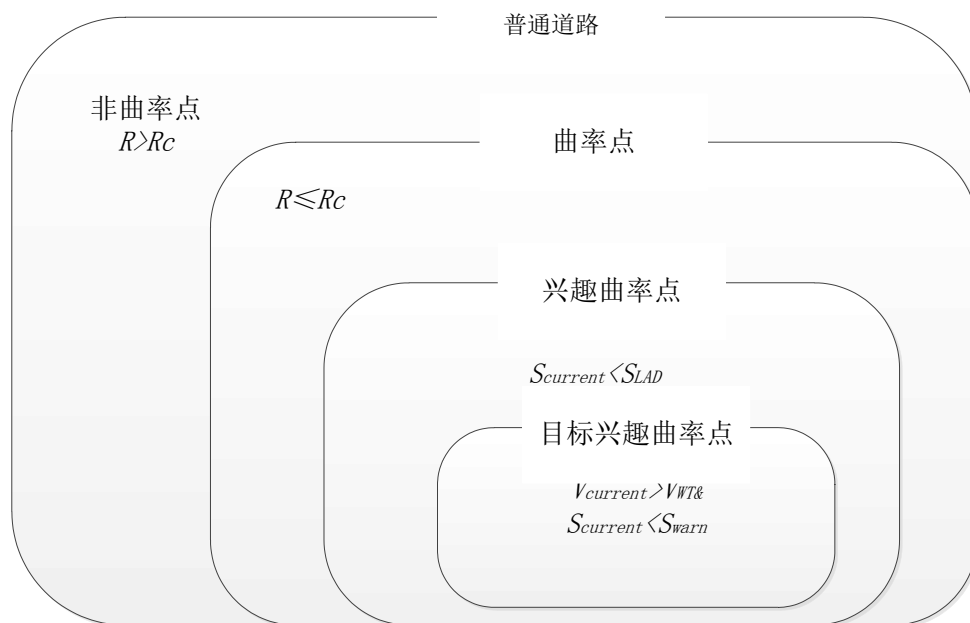 普通道路
非曲率点
R>Rc
曲率点
R≤Rc
兴趣曲率点
Scurrent<SLAD
目标兴趣曲率点
Vcurrent>VWT&
Scurrent<Swarn